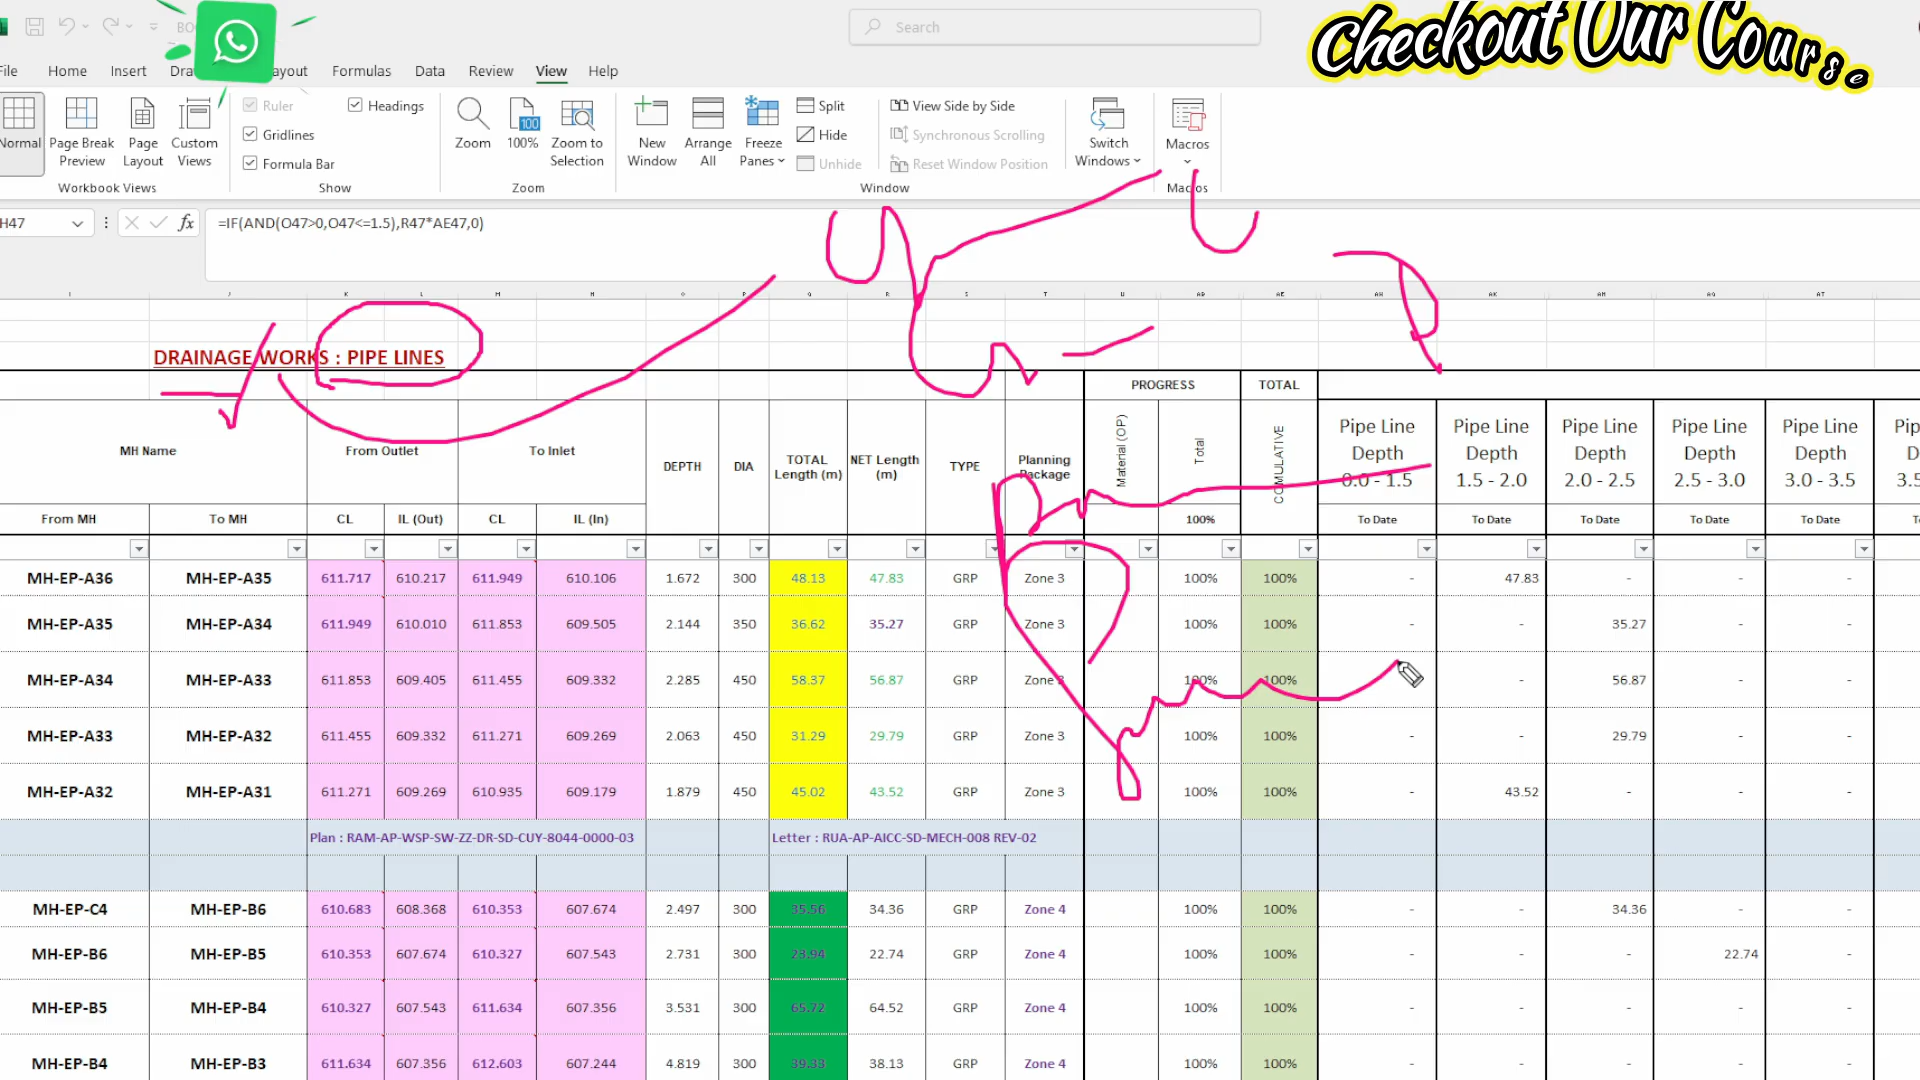 Checkout Our Course
BO
Search
File Home Insert Dra ayout Formulas Data Review View Help
Normal Page Break Preview Page Layout Custom Views
Workbook Views
Ruler Headings
Gridlines
Formula Bar
Show
Zoom 100% Zoom to Selection
100
Zoom
New Window Arrange All Freeze Panes
Split
Hide
Unhide
View Side by Side
Synchronous Scrolling
Reset Window Position
Window
Switch Windows
Macros
Macros
H47 fx =IF(AND(O47>0,O47<=1.5),R47*AE47,0)
DRAINAGE WORKS : PIPE LINES
PROGRESS TOTAL
MH Name From Outlet To Inlet DEPTH DIA TOTAL Length (m) NET Length (m) TYPE Planning Package Material (OP) Total COMULATIVE Pipe Line Depth 0.0 - 1.5 Pipe Line Depth 1.5 - 2.0 Pipe Line Depth 2.0 - 2.5 Pipe Line Depth 2.5 - 3.0 Pipe Line Depth 3.0 - 3.5 Pip D 3.5
From MH To MH CL IL (Out) CL IL (In) 100% To Date To Date To Date To Date To Date
MH-EP-A36 MH-EP-A35 611.717 610.217 611.949 610.106 1.672 300 48.13 47.83 GRP Zone 3 100% 100% - 47.83 - - -
MH-EP-A35 MH-EP-A34 611.949 610.010 611.853 609.505 2.144 350 36.62 35.27 GRP Zone 3 100% 100% - - 35.27 - -
MH-EP-A34 MH-EP-A33 611.853 609.405 611.455 609.332 2.285 450 58.37 56.87 GRP Zone 3 100% 100% - 56.87 - -
MH-EP-A33 MH-EP-A32 611.455 609.332 611.271 609.269 2.063 450 31.29 29.79 GRP Zone 3 100% 100% - - 29.79 - -
MH-EP-A32 MH-EP-A31 611.271 609.269 610.935 609.179 1.879 450 45.02 43.52 GRP Zone 3 100% 100% - 43.52 - - -
Plan : RAM-AP-WSP-SW-ZZ-DR-SD-CUY-8044-0000-03 Letter : RUA-AP-AICC-SD-MECH-008 REV-02
MH-EP-C4 MH-EP-B6 610.683 608.368 610.353 607.674 2.497 300 35.56 34.36 GRP Zone 4 100% 100% - - 34.36 - -
MH-EP-B6 MH-EP-B5 610.353 607.674 610.327 607.543 2.731 300 23.94 22.74 GRP Zone 4 100% 100% - - - 22.74 -
MH-EP-B5 MH-EP-B4 610.327 607.543 611.634 607.356 3.531 300 65.72 64.52 GRP Zone 4 100% 100% - - - - -
MH-EP-B4 MH-EP-B3 611.634 607.356 612.603 607.244 4.819 300 39.33 38.13 GRP Zone 4 100% 100% - - - - -